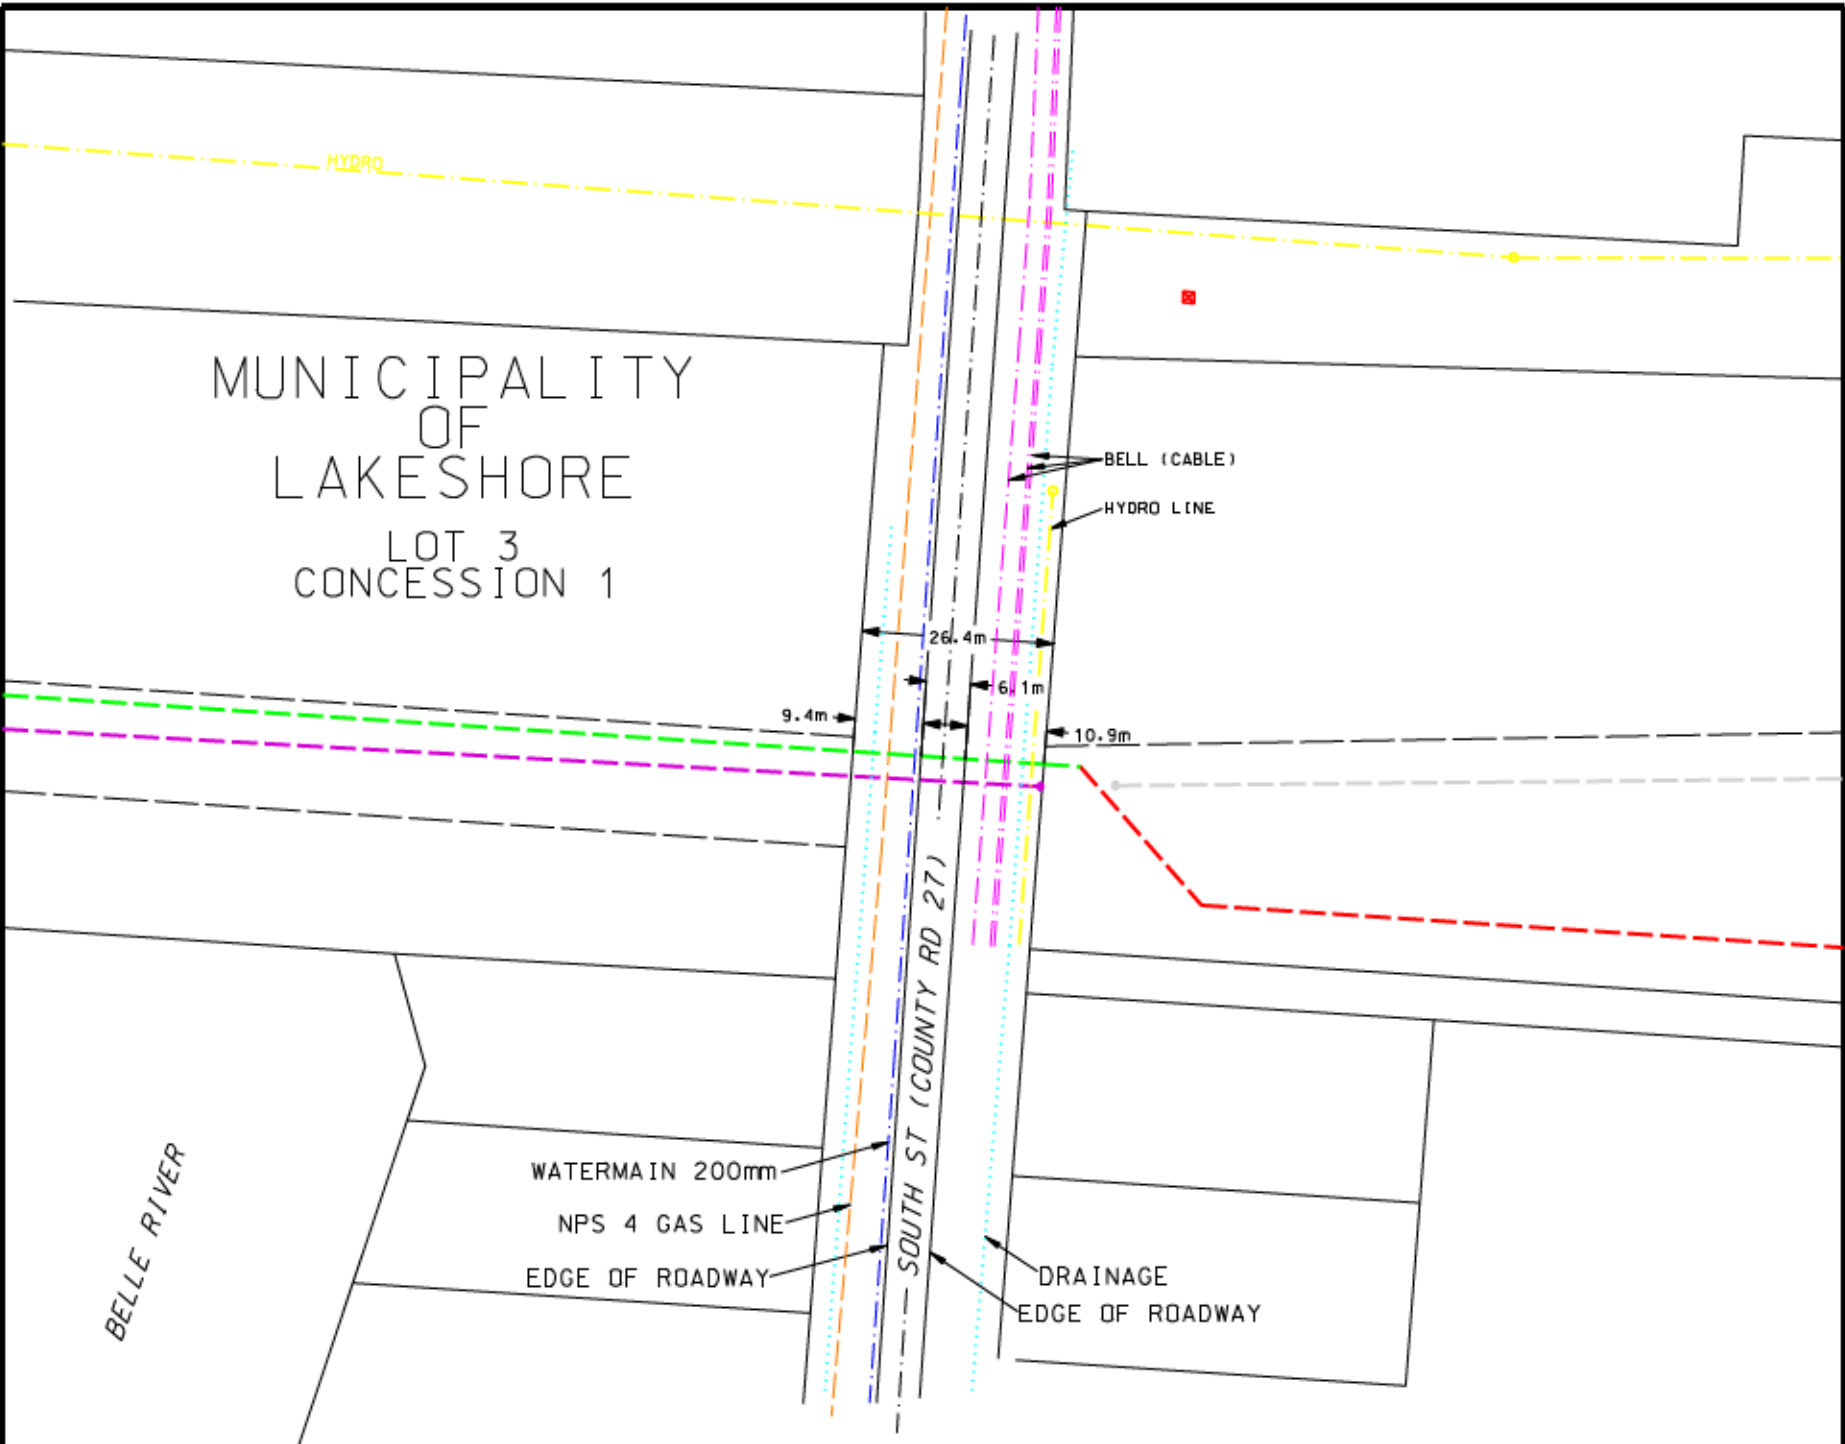 HYDRO
MUNICIPALITY
OF
LAKESHORE
LOT 3
CONCESSION 1
BELL (CABLE)
HYDRO LINE
26.4m
6.1m
9.4m
10.9m
SOUTH ST (COUNTY RD 27)
WATERMAIN 200mm
NPS 4 GAS LINE
EDGE OF ROADWAY
DRAINAGE
EDGE OF ROADWAY
BELLE RIVER